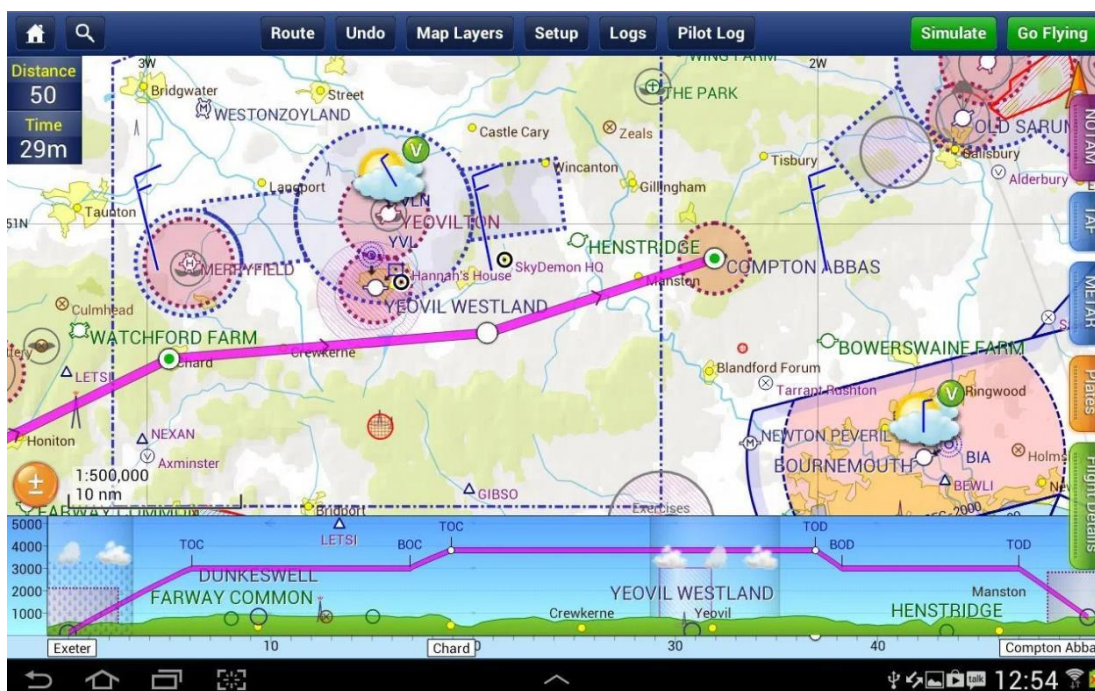 Route Undo Map Layers Setup Logs Pilot Log Simulate Go Flying
Distance
50
Time
29m
3W
2W
51N
Bridgwater
WESTONZOYLAND
Street
Castle Cary
Zeals
THE PARK
OLD SARUM
Salisbury
Alderbury
Wincanton
Gillingham
Tisbury
Langport
Taunton
YEOVILTON
YVL
MERRYFIELD
Hannah's House
SkyDemon HQ
HENSTRIDGE
COMPTON ABBAS
Manston
YEOVIL WESTLAND
Culmhead
WATCHFORD FARM
Chard
Crewkerne
LETSI
Honiton
NEXAN
Axminster
GIBSO
Bridport
Exercises
Blandford Forum
Tarrant Rushton
BOWERSWAINE FARM
Ringwood
NEWTON PEVERIL
BOURNEMOUTH
BIA
BEWLI
V
V
NOTAM
TAF
METAR
Plates
Flight Details
1:500,000
10 nm
FARWAY COMMON
5000
4000
3000
2000
1000
TOC
LETSI
BOC
TOC
TOD
BOD
TOD
DUNKESWELL
FARWAY COMMON
YEOVIL WESTLAND
Manston
Crewkerne
Yeovil
HENSTRIDGE
Exeter
10
Chard
30
40
Compton Abba
talk
12:54